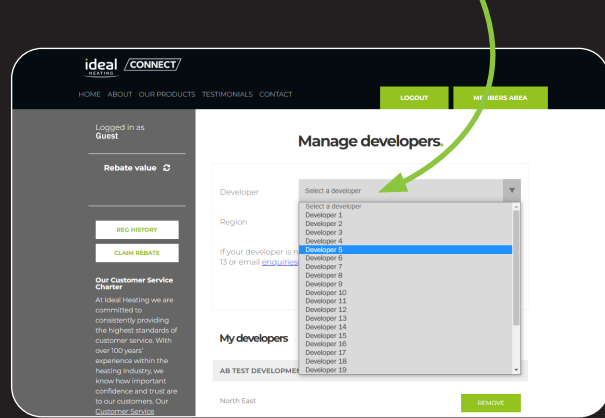 ideal /CONNECT/
HEATING
HOME ABOUT OUR PRODUCTS TESTIMONIALS CONTACT
LOGOUT
MEMBERS AREA
Logged in as
Guest
Rebate value
REG HISTORY
CLAIM REBATE
Our Customer Service
Charter
At Ideal Heating we are
committed to
consistently providing
the highest standards of
customer service. With
over 100 years'
experience within the
heating industry, we
know how important
confidence and trust are
to our customers. Our
Customer Service
Manage developers.
Developer
Select a developer
Select a developer
Developer 1
Developer 2
Developer 3
Developer 4
Developer 5
Developer 6
Developer 7
Developer 8
Developer 9
Developer 10
Developer 11
Developer 12
Developer 13
Developer 14
Developer 15
Developer 16
Developer 17
Developer 18
Developer 19
Region
If your developer is
13 or email
My developers
AB TEST
North East
REMOVE